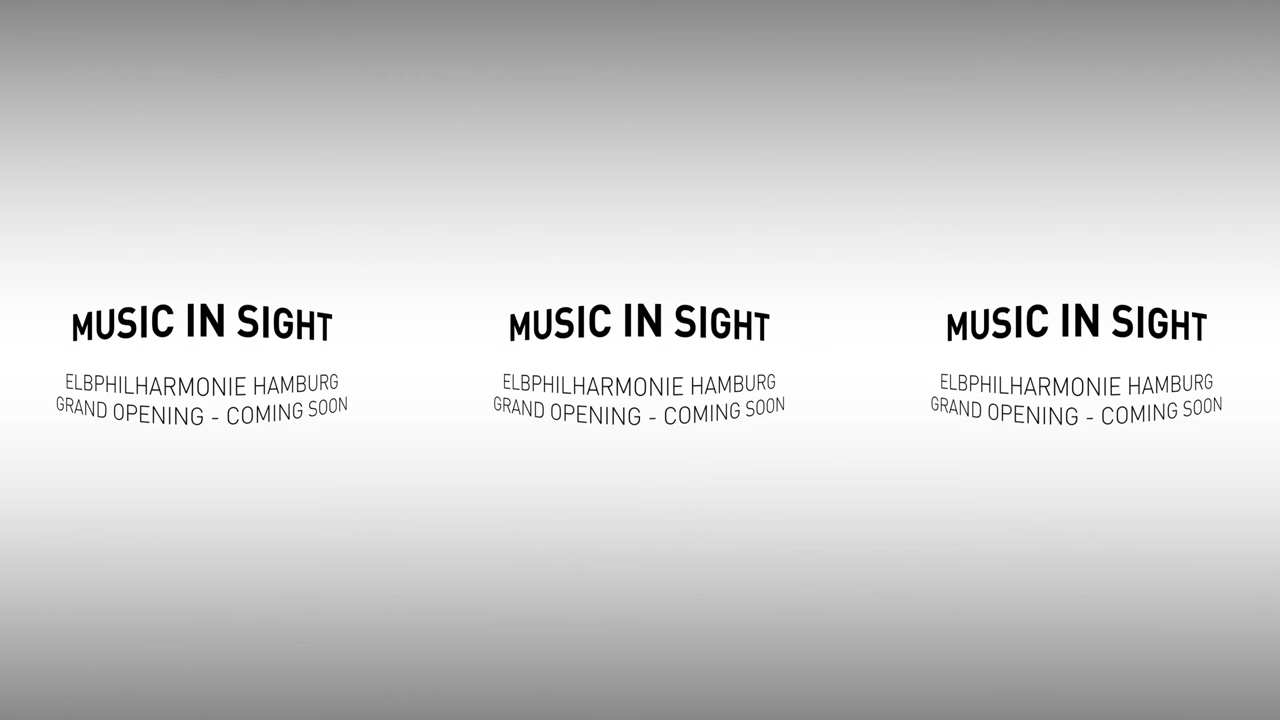 MUSIC IN SIGHT
ELBPHILHARMONIE HAMBURG
GRAND OPENING - COMING SOON
MUSIC IN SIGHT
ELBPHILHARMONIE HAMBURG
GRAND OPENING - COMING SOON
MUSIC IN SIGHT
ELBPHILHARMONIE HAMBURG
GRAND OPENING - COMING SOON